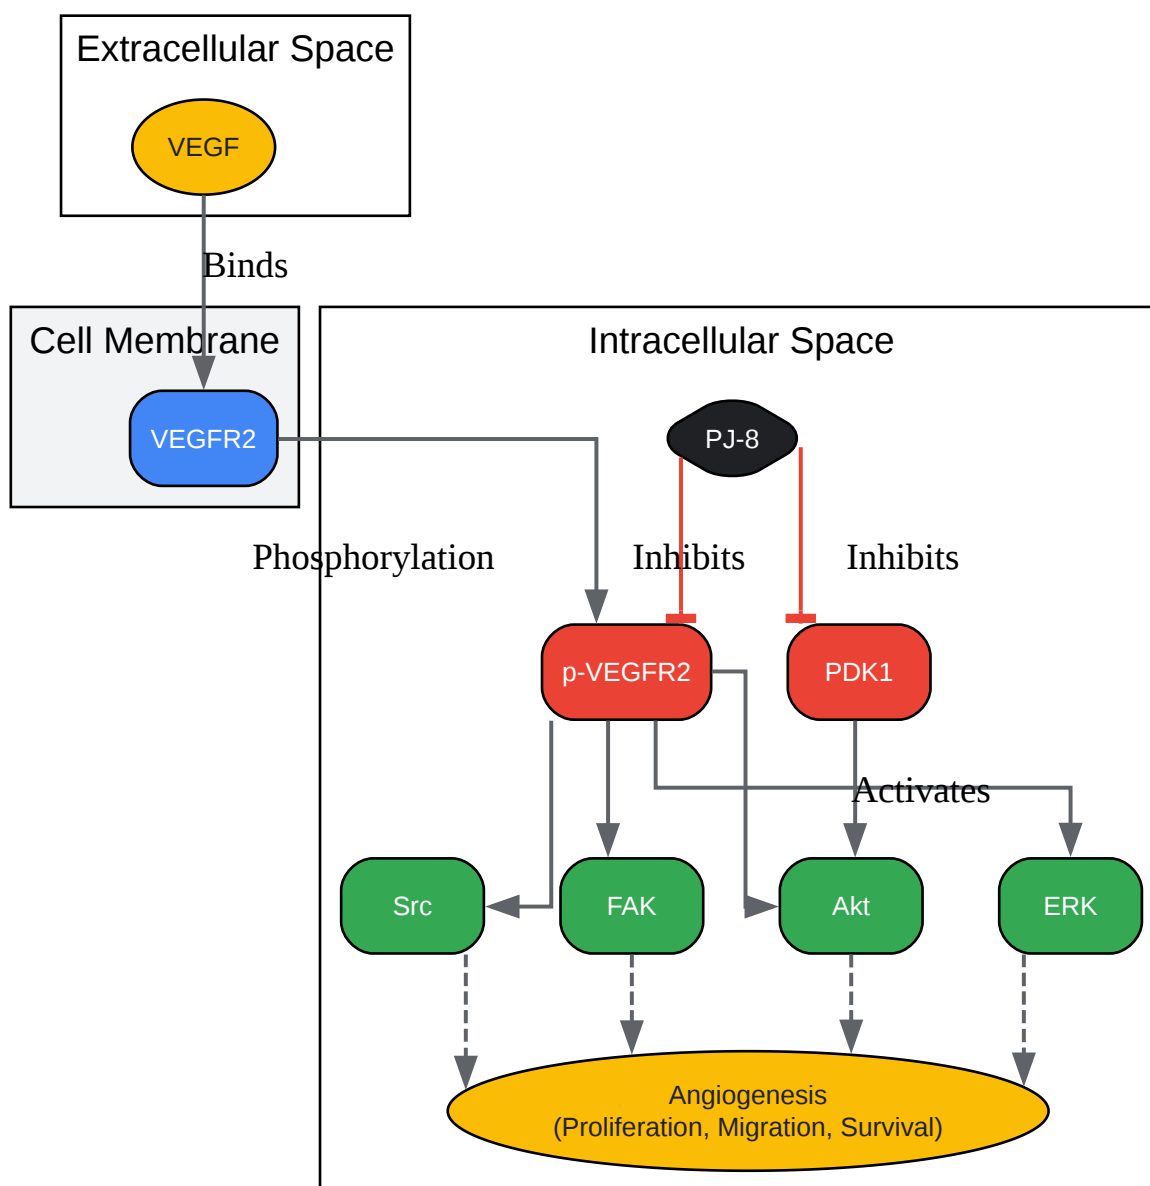 Extracellular Space
VEGF
Binds
Cell Membrane
Intracellular Space
VEGFR2
PJ-8
Phosphorylation
Inhibits
Inhibits
p-VEGFR2
PDK1
Activates
Src
FAK
Akt
ERK
Angiogenesis
(Proliferation, Migration, Survival)